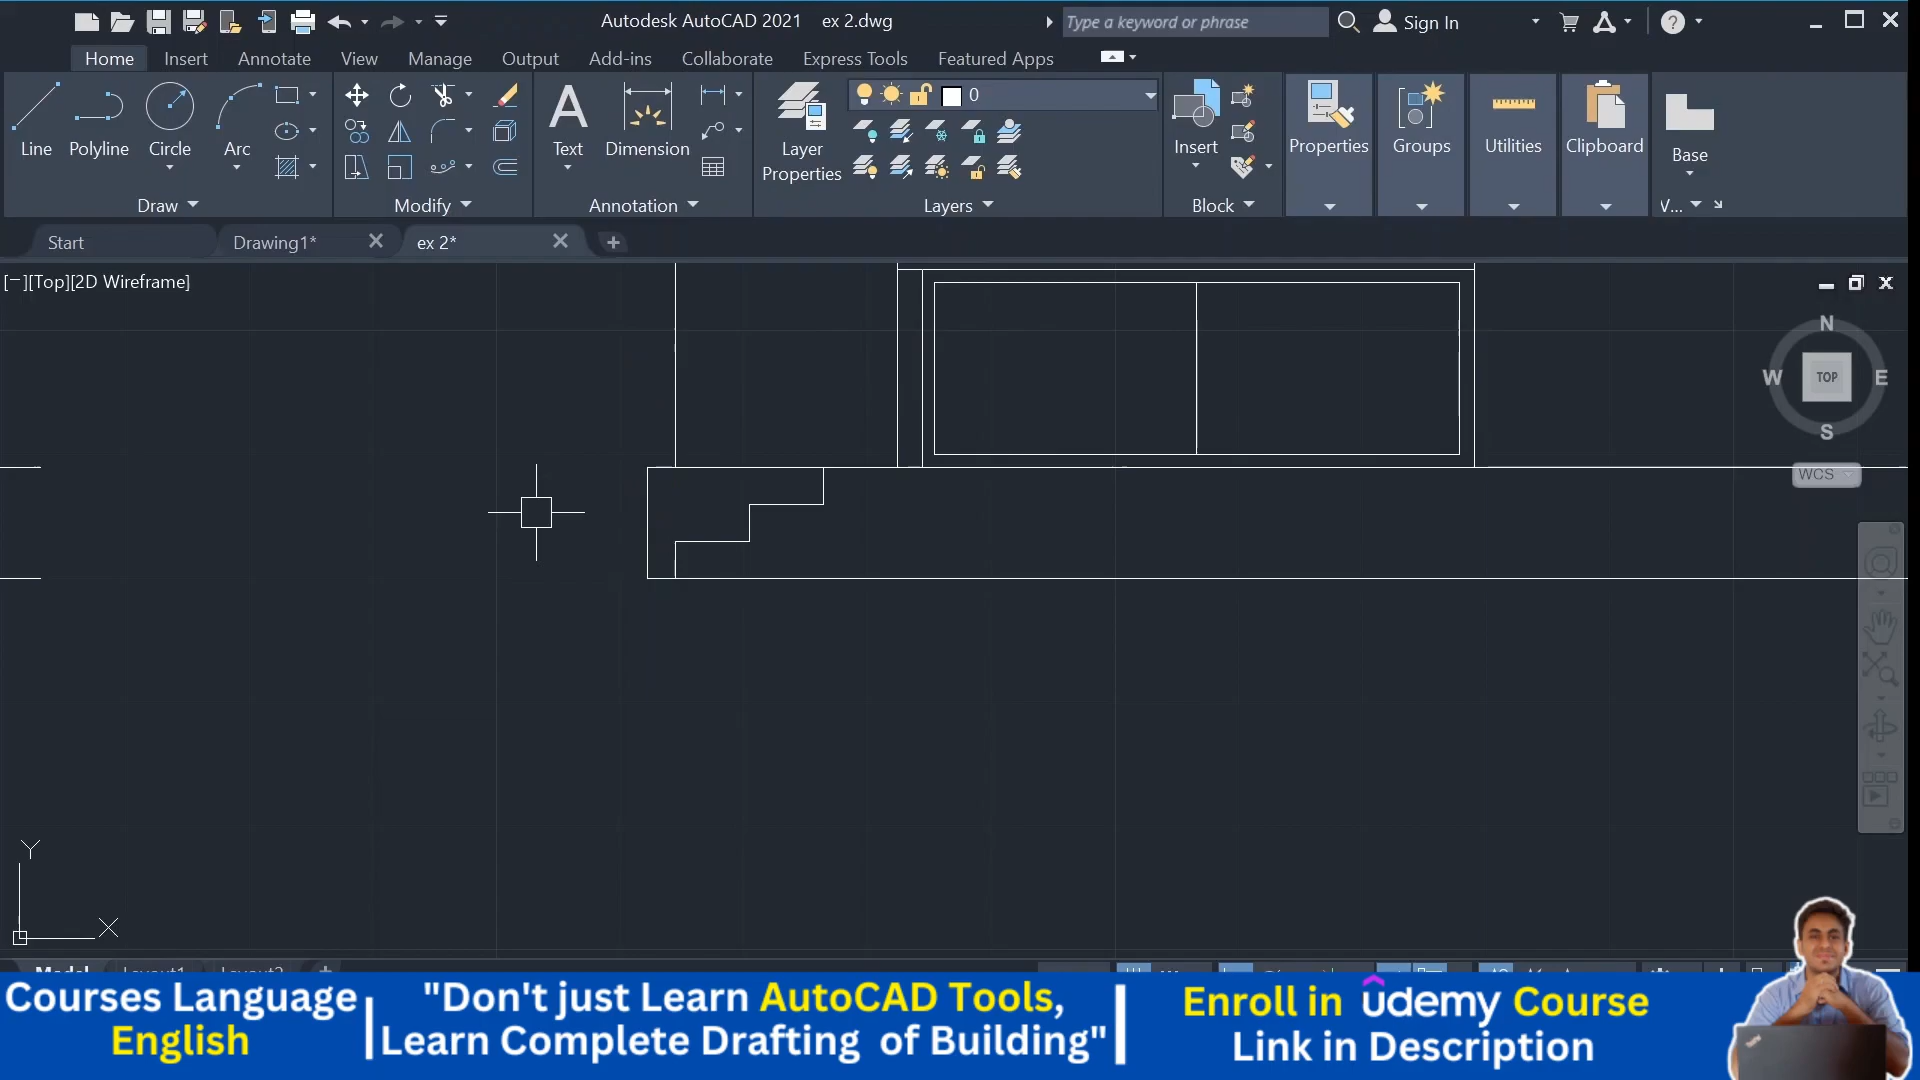 Autodesk AutoCAD 2021 ex 2.dwg
Type a keyword or phrase
Sign In
Home Insert Annotate View Manage Output Add-ins Collaborate Express Tools Featured Apps
0
Line Polyline Circle Arc
Text Dimension
Layer
Properties
Insert
Properties
Groups
Utilities
Clipboard
Base
Draw Modify Annotation Layers Block V...
Start Drawing1* ex 2*
[−][Top][2D Wireframe]
N
W TOP E
S
WCS
Y
X
Model Layout1 Layout2
Courses Language
English
"Don't just Learn AutoCAD Tools,
Learn Complete Drafting of Building"
Enroll in udemy Course
Link in Description